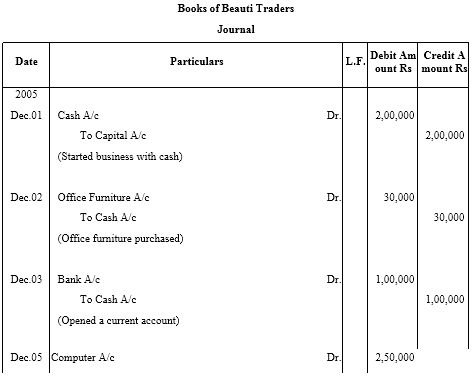 Books of Beauti Traders
Journal
Date Particulars L.F. Debit Am ount Rs Credit A mount Rs
2005
Dec.01 Cash A/c Dr. 2,00,000
To Capital A/c 2,00,000
(Started business with cash)
Dec.02 Office Furniture A/c Dr. 30,000
To Cash A/c 30,000
(Office furniture purchased)
Dec.03 Bank A/c Dr. 1,00,000
To Cash A/c 1,00,000
(Opened a current account)
Dec.05 Computer A/c Dr. 2,50,000